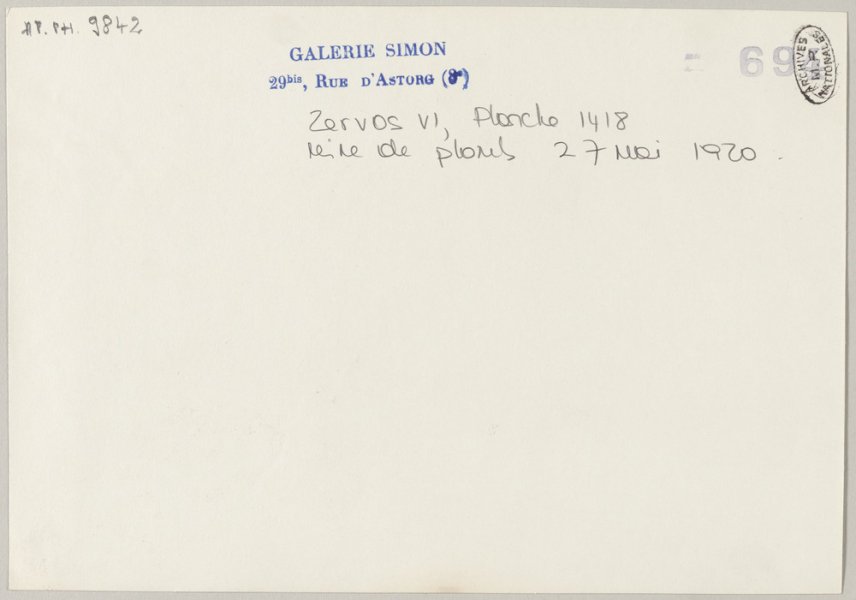 AP. PH. 9842
GALERIE SIMON
29bis, RUE D'ASTORG (8e)
69
ARCHIVES NATIONALES
M.P.
Zervos VI, Planche 1418
mine de plomb 27 mai 1920.